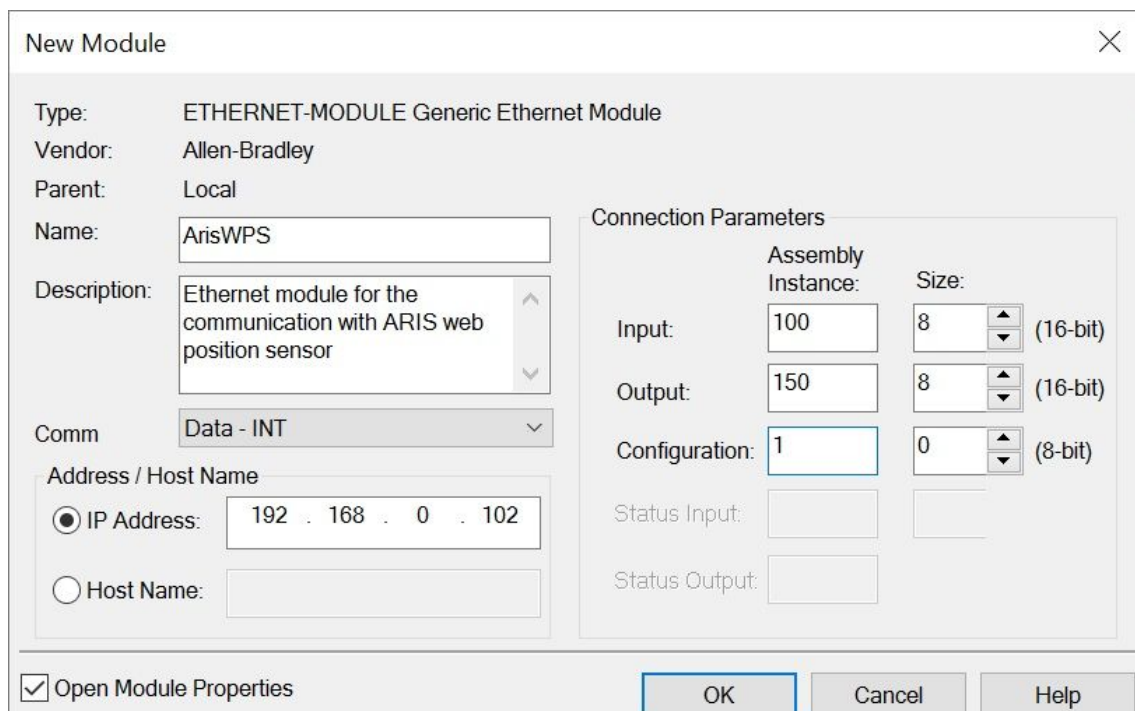 New Module
Type: ETHERNET-MODULE Generic Ethernet Module
Vendor: Allen-Bradley
Parent: Local
Name: ArisWPS
Description: Ethernet module for the
communication with ARIS web
position sensor
Comm Data - INT
Address / Host Name
IP Address: 192 . 168 . 0 . 102
Host Name:
Connection Parameters
Assembly
Instance: Size:
Input: 100 8 (16-bit)
Output: 150 8 (16-bit)
Configuration: 1 0 (8-bit)
Status Input:
Status Output:
Open Module Properties
OK Cancel Help